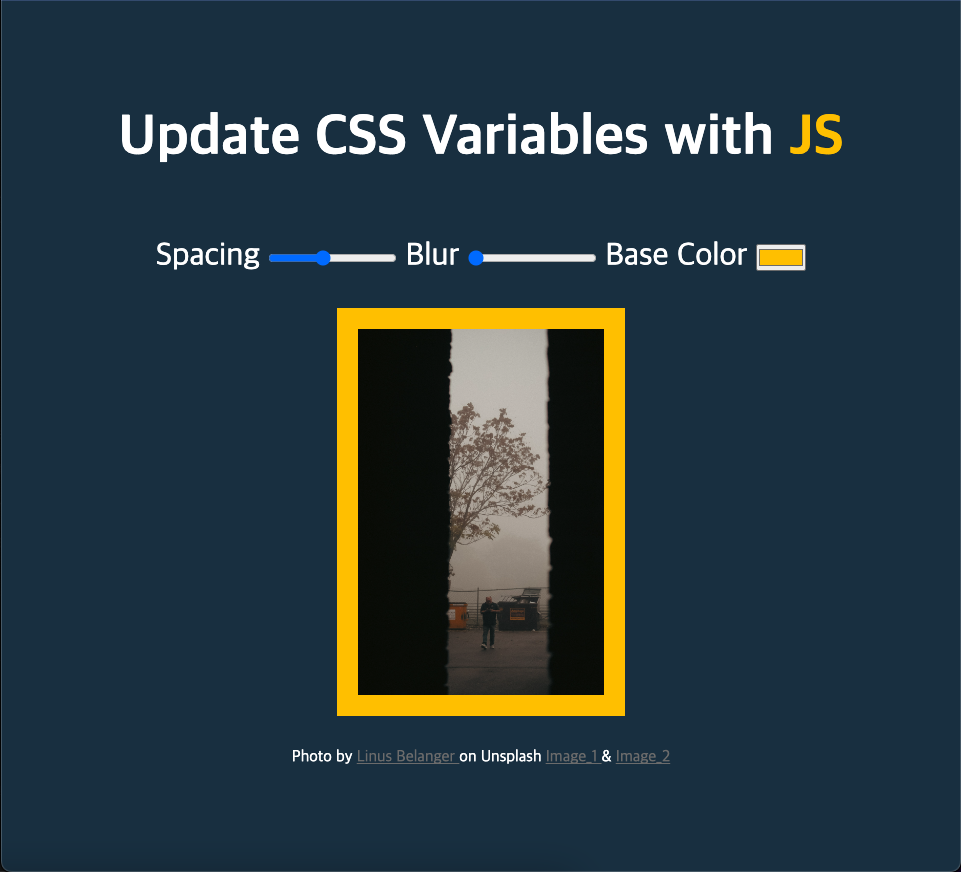 Update CSS Variables with JS
Spacing Blur Base Color
Photo by Linus Belanger on Unsplash Image_1 & Image_2